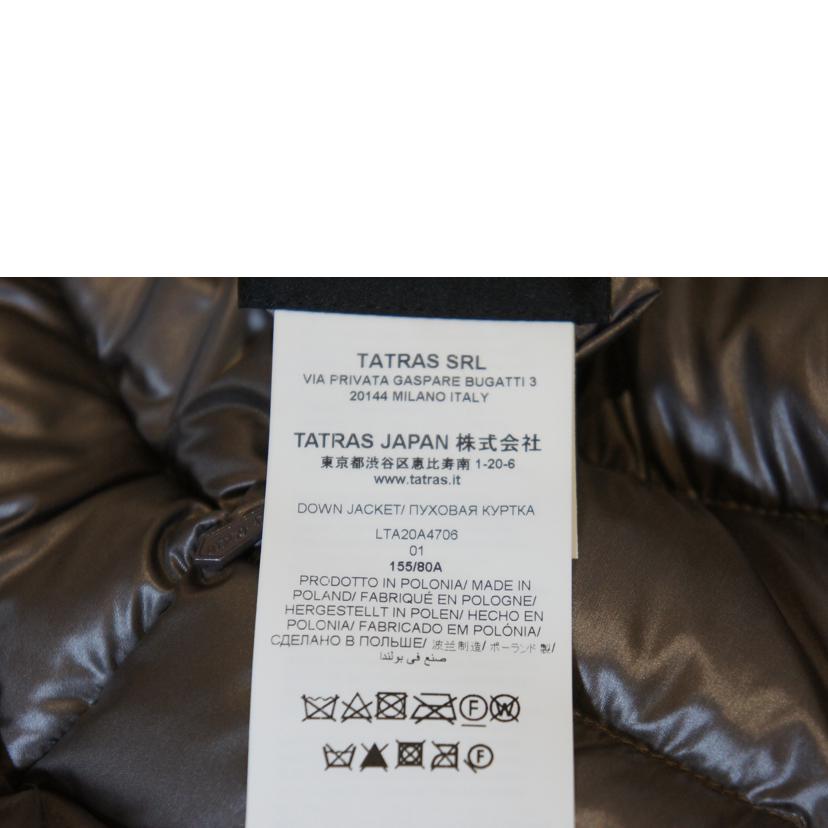 TATRAS SRL
VIA PRIVATA GASPARE BUGATTI 3
20144 MILANO ITALY
TATRAS JAPAN 株式会社
東京都渋谷区恵比寿南 1-20-6
www.tatras.it
DOWN JACKET/ ПУХОВАЯ КУРТКА
LTA20A4706
01
155/80A
PRODOTTO IN POLONIA/ MADE IN
POLAND/ FABRIQUÉ EN POLOGNE/
HERGESTELLT IN POLEN/ HECHO EN
POLONIA/ FABRICADO EM POLÓNIA/
СДЕЛАНО В ПОЛЬШЕ/ 波兰制造/ ポーランド 製/
صنع في بولندا
F W
F